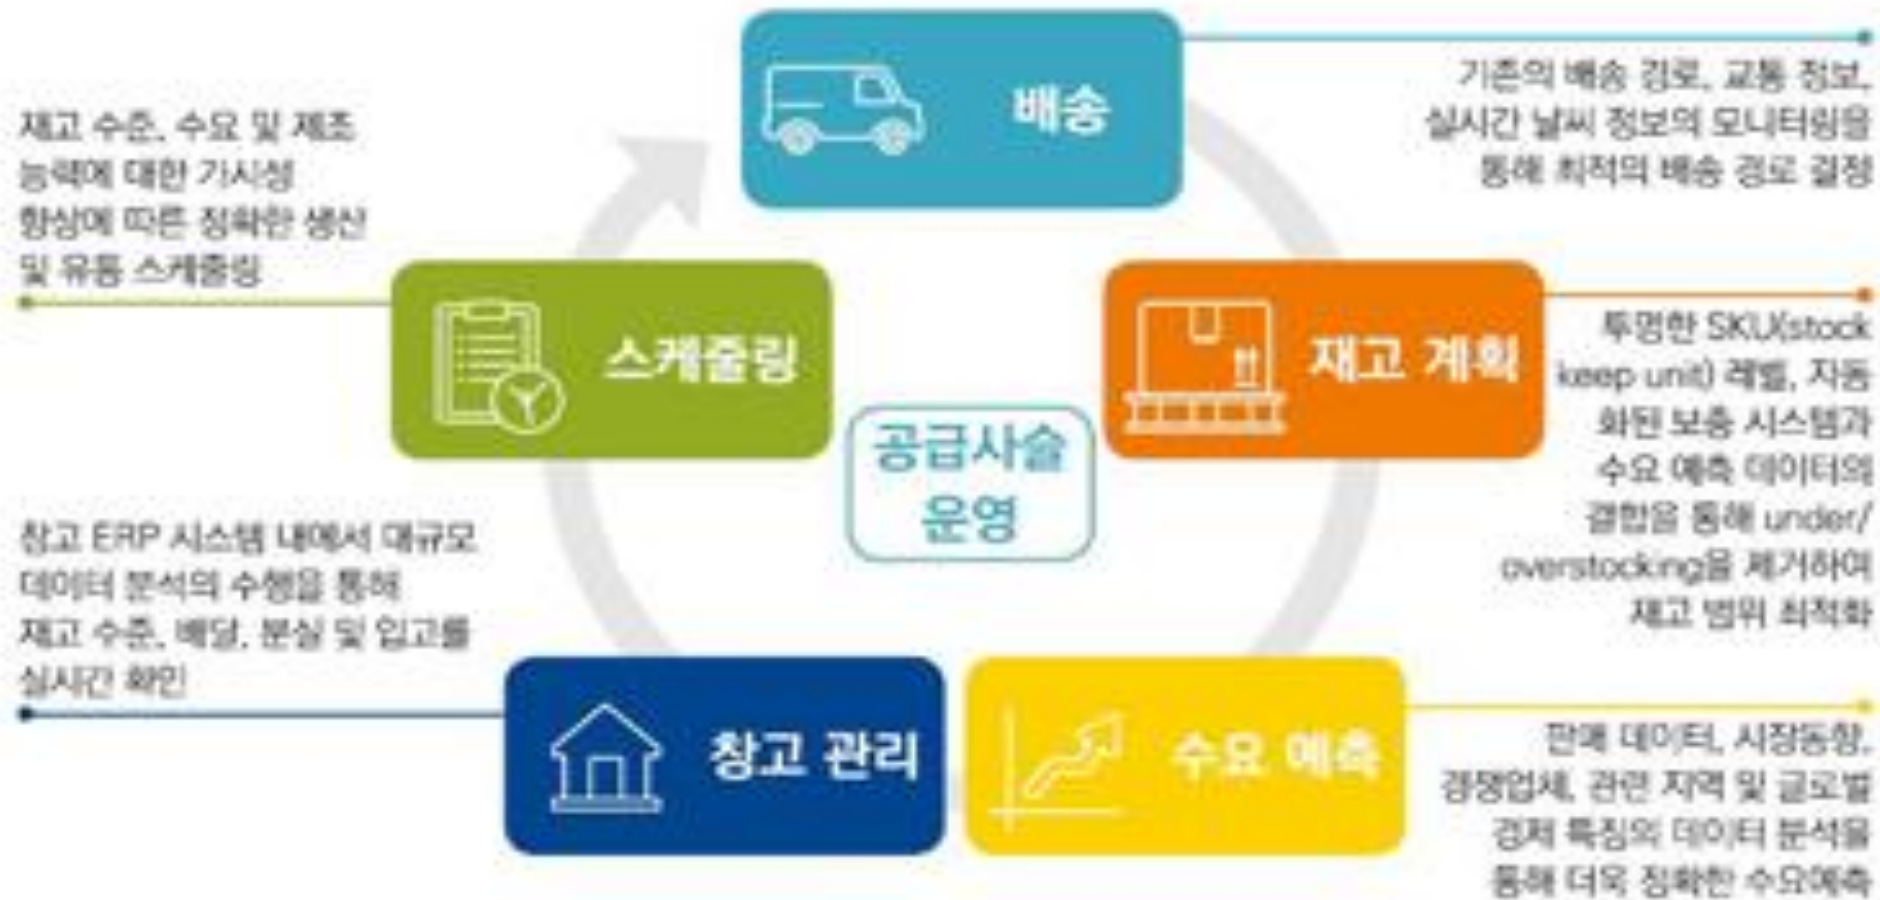 배송
기존의 배송 경로, 교통 정보,
실시간 날씨 정보의 모니터링을
통해 최적의 배송 경로 결정
재고 계획
투명한 SKU(stock
keep unit) 레벨, 자동
화된 보충 시스템과
수요 예측 데이터의
결합을 통해 under/
overstocking을 제거하여
재고 범위 최적화
수요 예측
판매 데이터, 시장동향,
경쟁업체, 관련 지역 및 글로벌
경제 특징의 데이터 분석을
통해 더욱 정확한 수요예측
창고 관리
창고 ERP 시스템 내에서 대규모
데이터 분석의 수행을 통해
재고 수준, 배달, 분실 및 입고를
실시간 확인
스케줄링
재고 수준, 수요 및 제조
능력에 대한 가시성
향상에 따른 정확한 생산
및 유통 스케줄링
공급사슬
운영